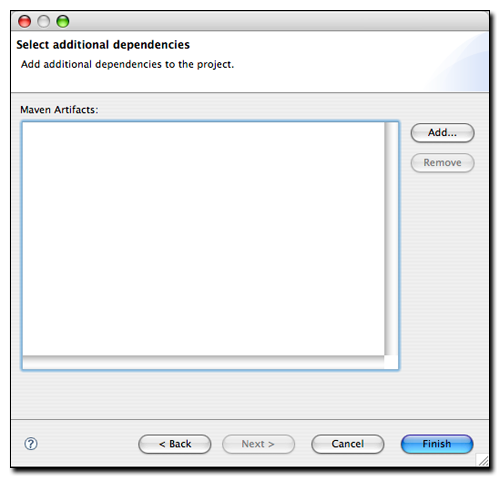 Select additional dependencies
Add additional dependencies to the project.
Maven Artifacts:
Add...
Remove
?
< Back
Next >
Cancel
Finish